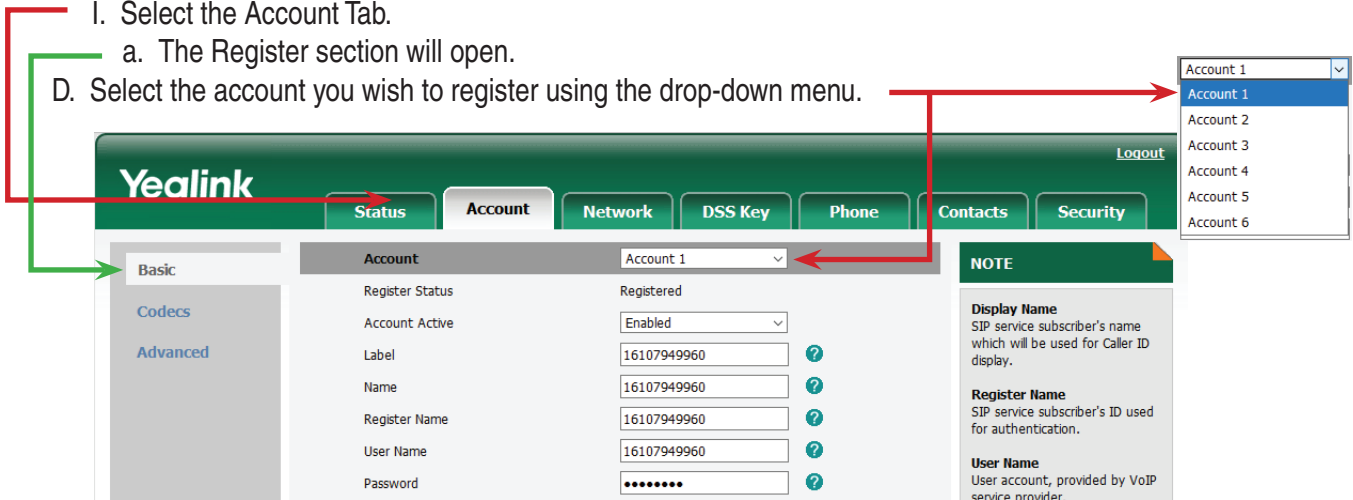 I. Select the Account Tab.
a. The Register section will open.
D. Select the account you wish to register using the drop-down menu.
Account 1
Account 1
Account 2
Account 3
Account 4
Account 5
Account 6
Logout
Yealink
Status Account Network DSS Key Phone Contacts Security
Basic
Codecs
Advanced
Account Account 1
Register Status Registered
Account Active Enabled
Label 16107949960 ?
Name 16107949960 ?
Register Name 16107949960 ?
User Name 16107949960 ?
Password •••••••• ?
NOTE
Display Name
SIP service subscriber's name
which will be used for Caller ID
display.
Register Name
SIP service subscriber's ID used
for authentication.
User Name
User account, provided by VoIP
service provider.